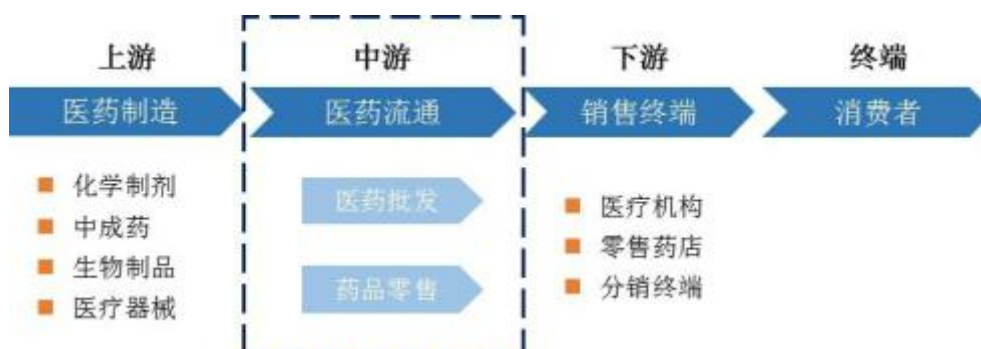 上游
中游
下游
终端
医药制造
医药流通
销售终端
消费者
化学制剂
中成药
生物制品
医疗器械
医药批发
药品零售
医疗机构
零售药店
分销终端